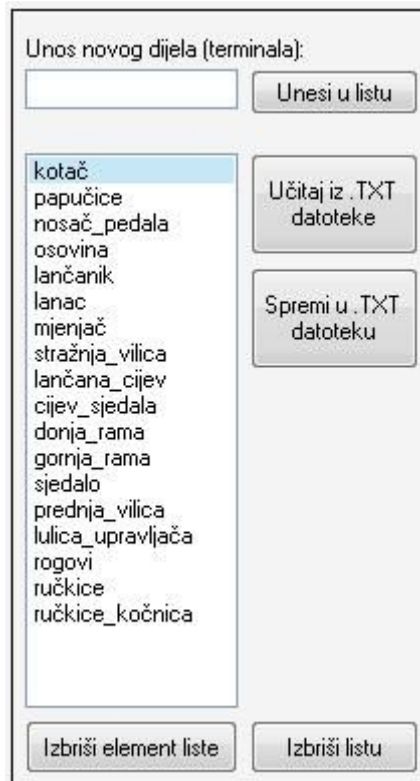 Unos novog dijela (terminala):
Unesi u listu
kotač
papučice
nosač_pedala
osovina
lančanik
lanac
mjenjač
stražnja_vilica
lančana_cijev
cijev_sjedala
donja_rama
gornja_rama
sjedalo
prednja_vilica
lulica_upravljača
rogovi
ručkice
ručkice_kočnica
Učitaj iz .TXT
datoteke
Spremi u .TXT
datoteku
Izbriši element liste
Izbriši listu